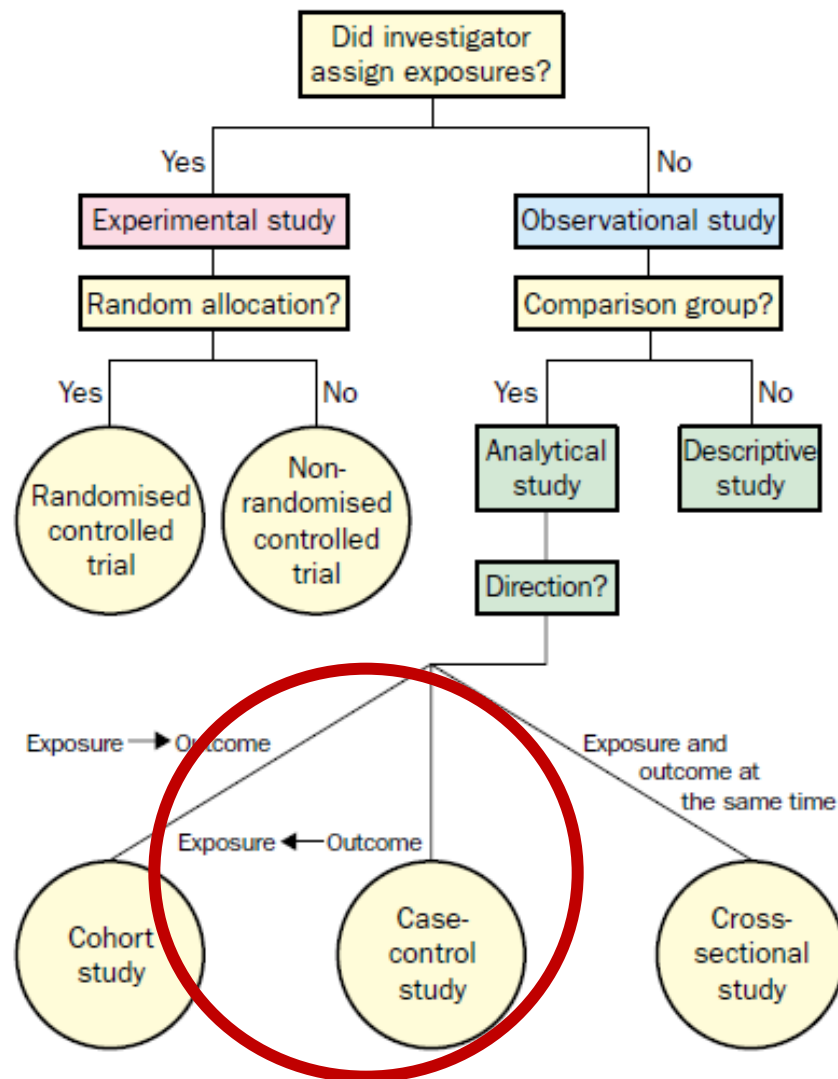 Did investigator
assign exposures?
Yes
No
Experimental study
Observational study
Random allocation?
Comparison group?
Yes
No
Yes
No
Randomised
controlled
trial
Non-
randomised
controlled
trial
Analytical
study
Descriptive
study
Direction?
Exposure → Outcome
Exposure and
outcome at
the same time
Exposure ← Outcome
Cohort
study
Case-
control
study
Cross-
sectional
study